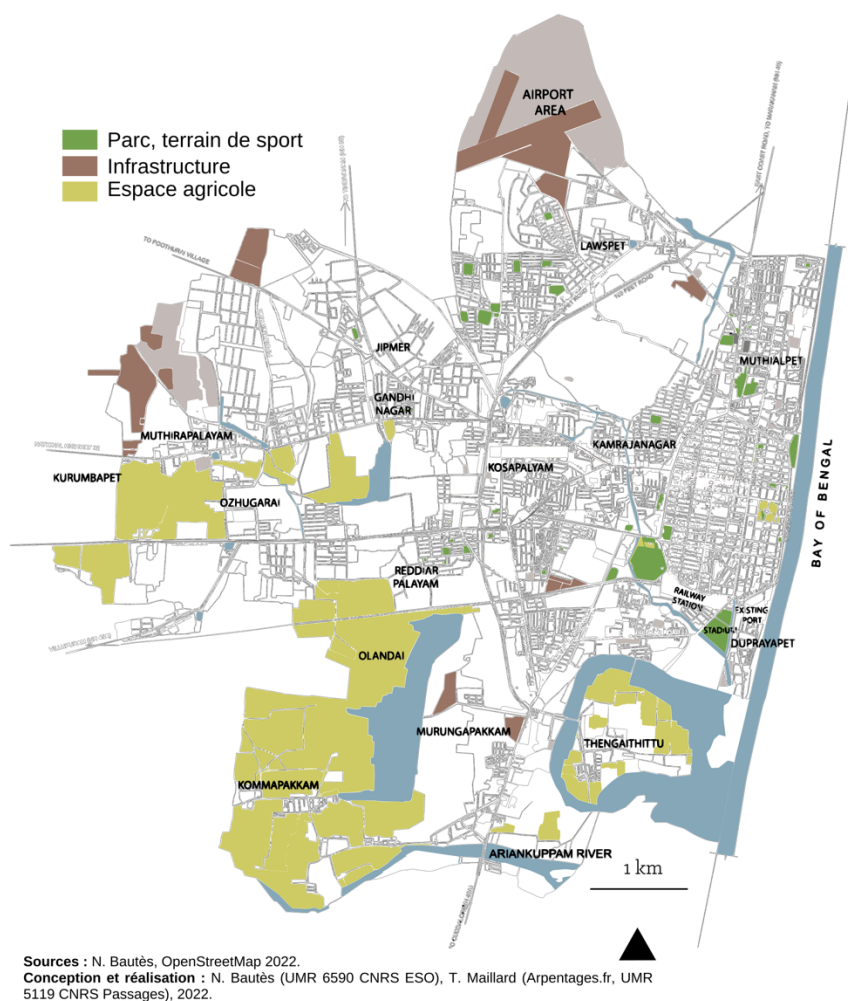 AIRPORT
AREA
Parc, terrain de sport
Infrastructure
Espace agricole
LAWSPET
TO POOTHURN VILLAGE
JIPMER
MUTHIALPET
GANDHI
NAGAR
MUTHIRAPALAYAM
KAMRAJANAGAR
KOSAPALYAM
KURUMBAPET
OZHUGARAI
BAY OF BENGAL
REDDIAR
PALAYAM
RAILWAY
STATION
EXISTING
PORT
STADIUM
DUPRAYAPET
OLANDAI
MURUNGAPAKKAM
THENGAITHITTU
KOMMAPAKKAM
ARIANKUPPAM RIVER
1 km
Sources : N. Bautès, OpenStreetMap 2022.
Conception et réalisation : N. Bautès (UMR 6590 CNRS ESO), T. Maillard (Arpentages.fr, UMR
5119 CNRS Passages), 2022.